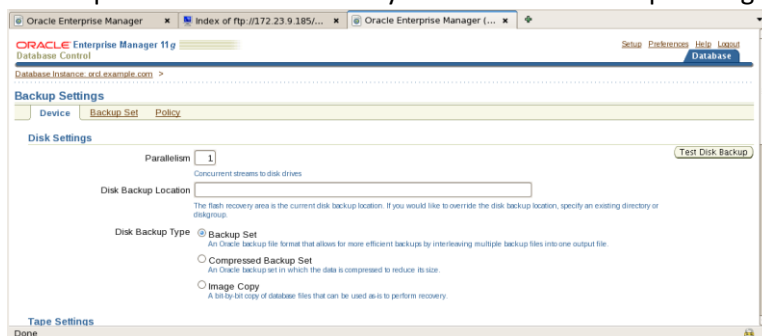 Oracle Enterprise Manager
Index of ftp://172.23.9.185/...
Oracle Enterprise Manager (...
ORACLE Enterprise Manager 11g
Database Control
Setup Preferences Help Logout
Database
Database Instance: orcl.example.com >
Backup Settings
Device Backup Set Policy
Disk Settings
Test Disk Backup
Parallelism 1
Concurrent streams to disk drives
Disk Backup Location
The flash recovery area is the current disk backup location. If you would like to override the disk backup location, specify an existing directory or
diskgroup.
Disk Backup Type Backup Set
An Oracle backup file format that allows for more efficient backups by interleaving multiple backup files into one output file.
Compressed Backup Set
An Oracle backup set in which the data is compressed to reduce its size.
Image Copy
A bit-by-bit copy of database files that can be used as-is to perform recovery.
Tape Settings
Done